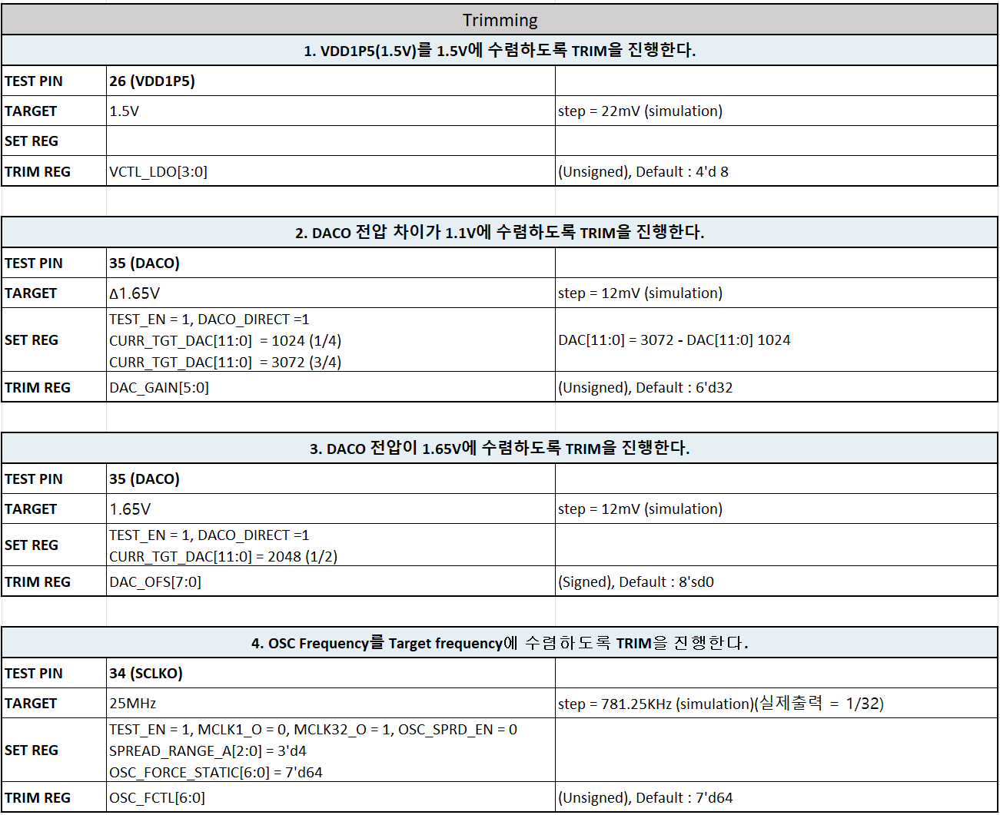 Trimming
1. VDD1P5(1.5V)를 1.5V에 수렴하도록 TRIM을 진행한다.
TEST PIN 26 (VDD1P5)
TARGET 1.5V step = 22mV (simulation)
SET REG
TRIM REG VCTL_LDO[3:0] (Unsigned), Default : 4'd 8
2. DACO 전압 차이가 1.1V에 수렴하도록 TRIM을 진행한다.
TEST PIN 35 (DACO)
TARGET Δ1.65V step = 12mV (simulation)
TEST_EN = 1, DACO_DIRECT =1
SET REG CURR_TGT_DAC[11:0]  = 1024 (1/4) DAC[11:0] = 3072 - DAC[11:0] 1024
CURR_TGT_DAC[11:0]  = 3072 (3/4)
TRIM REG DAC_GAIN[5:0] (Unsigned), Default : 6'd32
3. DACO 전압이 1.65V에 수렴하도록 TRIM을 진행한다.
TEST PIN 35 (DACO)
TARGET 1.65V step = 12mV (simulation)
SET REG TEST_EN = 1, DACO_DIRECT =1
CURR_TGT_DAC[11:0] = 2048 (1/2)
TRIM REG DAC_OFS[7:0] (Signed), Default : 8'sd0
4. OSC Frequency를 Target frequency에 수렴하도록 TRIM을 진행한다.
TEST PIN 34 (SCLKO)
TARGET 25MHz step = 781.25KHz (simulation)(실제출력 = 1/32)
TEST_EN = 1, MCLK1_O = 0, MCLK32_O = 1, OSC_SPRD_EN = 0
SET REG SPREAD_RANGE_A[2:0] = 3'd4
OSC_FORCE_STATIC[6:0] = 7'd64
TRIM REG OSC_FCTL[6:0] (Unsigned), Default : 7'd64